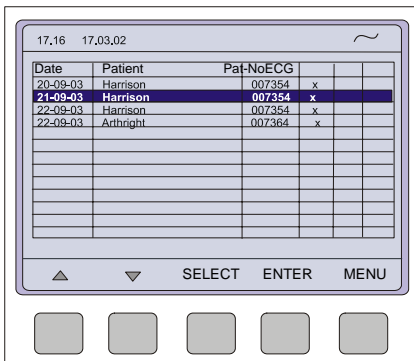 17.16 17.03.02
Date Patient Pat-NoECG
20-09-03 Harrison 007354 x
21-09-03 Harrison 007354 x
22-09-03 Harrison 007354 x
22-09-03 Arthright 007364 x
SELECT ENTER MENU